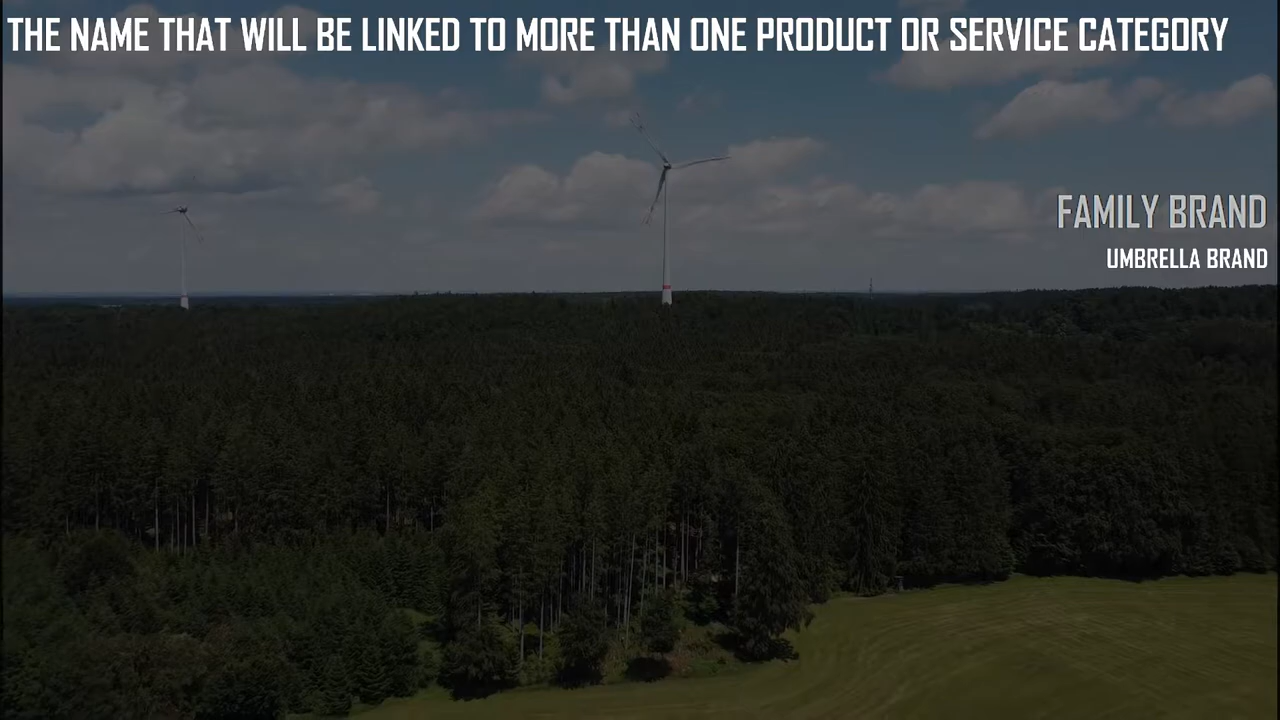 THE NAME THAT WILL BE LINKED TO MORE THAN ONE PRODUCT OR SERVICE CATEGORY
FAMILY BRAND
UMBRELLA BRAND